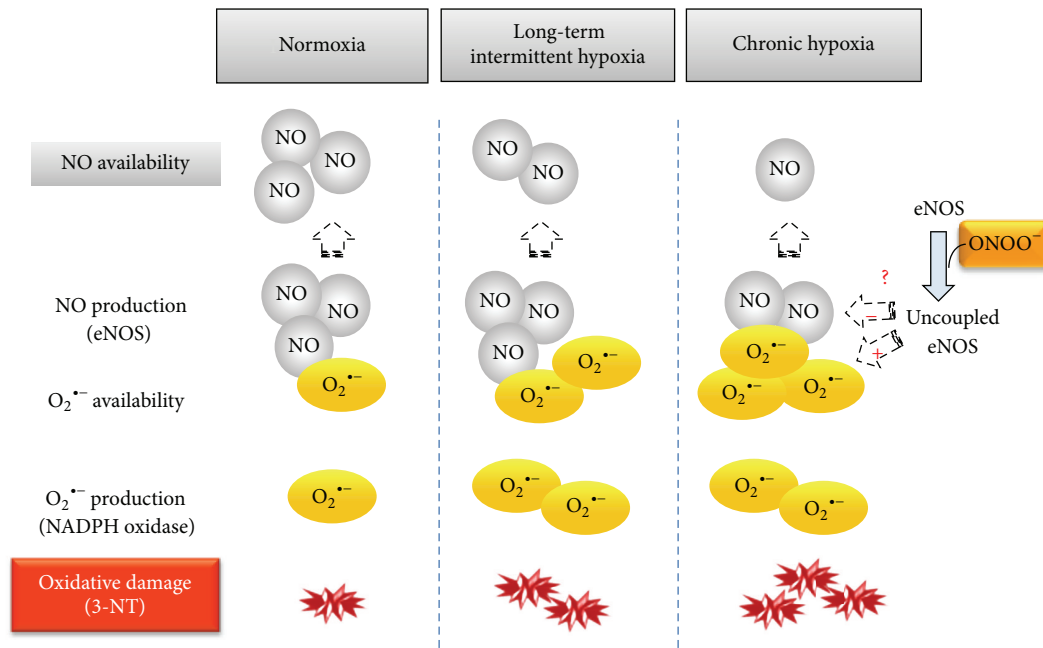 Normoxia
Long-term
intermittent hypoxia
Chronic hypoxia
NO availability
NO
NO
NO
NO
NO
NO
eNOS
ONOO⁻
?
−
+
Uncoupled
eNOS
NO production
(eNOS)
NO
NO
NO
NO
NO
NO
NO
NO
O₂•⁻ availability
O₂•⁻
O₂•⁻
O₂•⁻
O₂•⁻
O₂•⁻
O₂•⁻
O₂•⁻ production
(NADPH oxidase)
O₂•⁻
O₂•⁻
O₂•⁻
O₂•⁻
O₂•⁻
Oxidative damage
(3-NT)